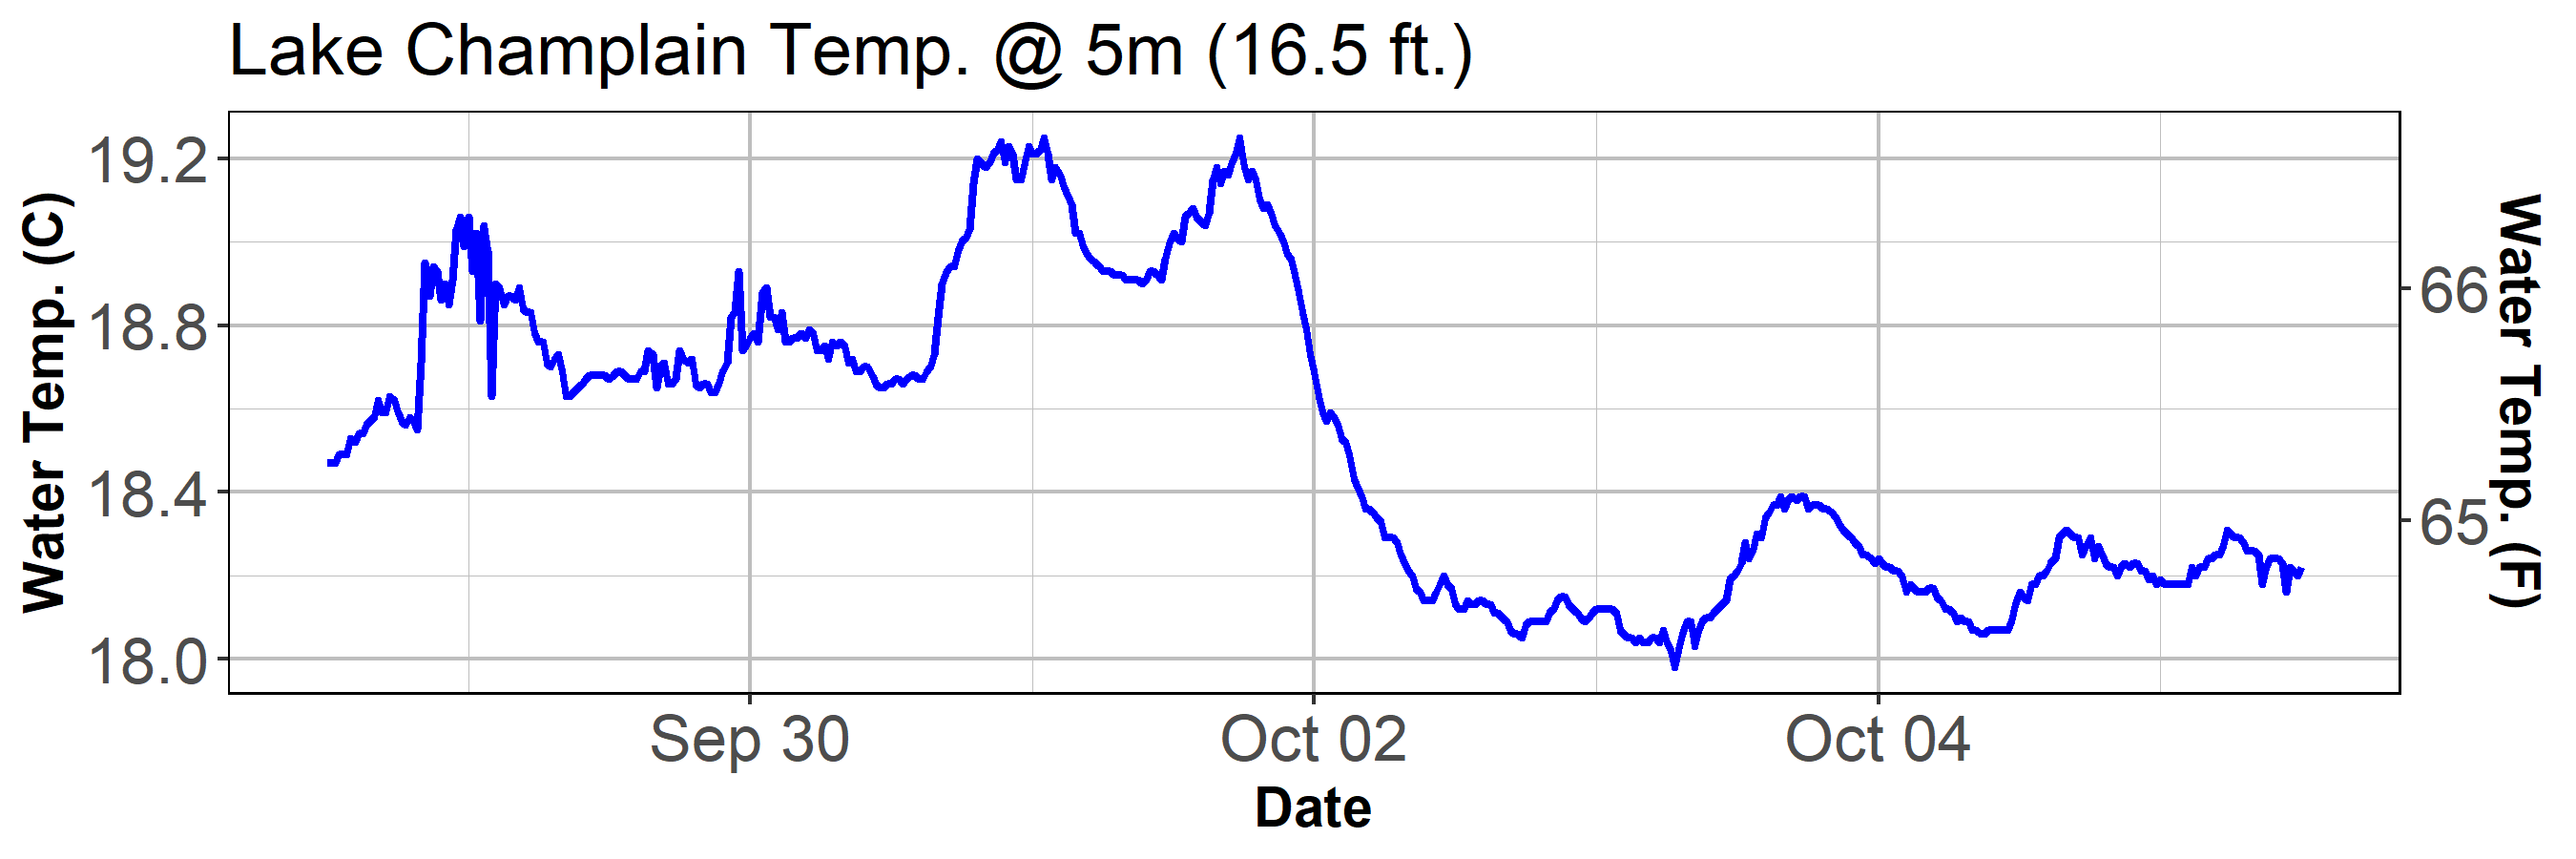 Lake Champlain Temp. @ 5m (16.5 ft.)
Water Temp. (C)
19.2
18.8
18.4
18.0
66
65
Water Temp. (F)
Sep 30
Oct 02
Oct 04
Date